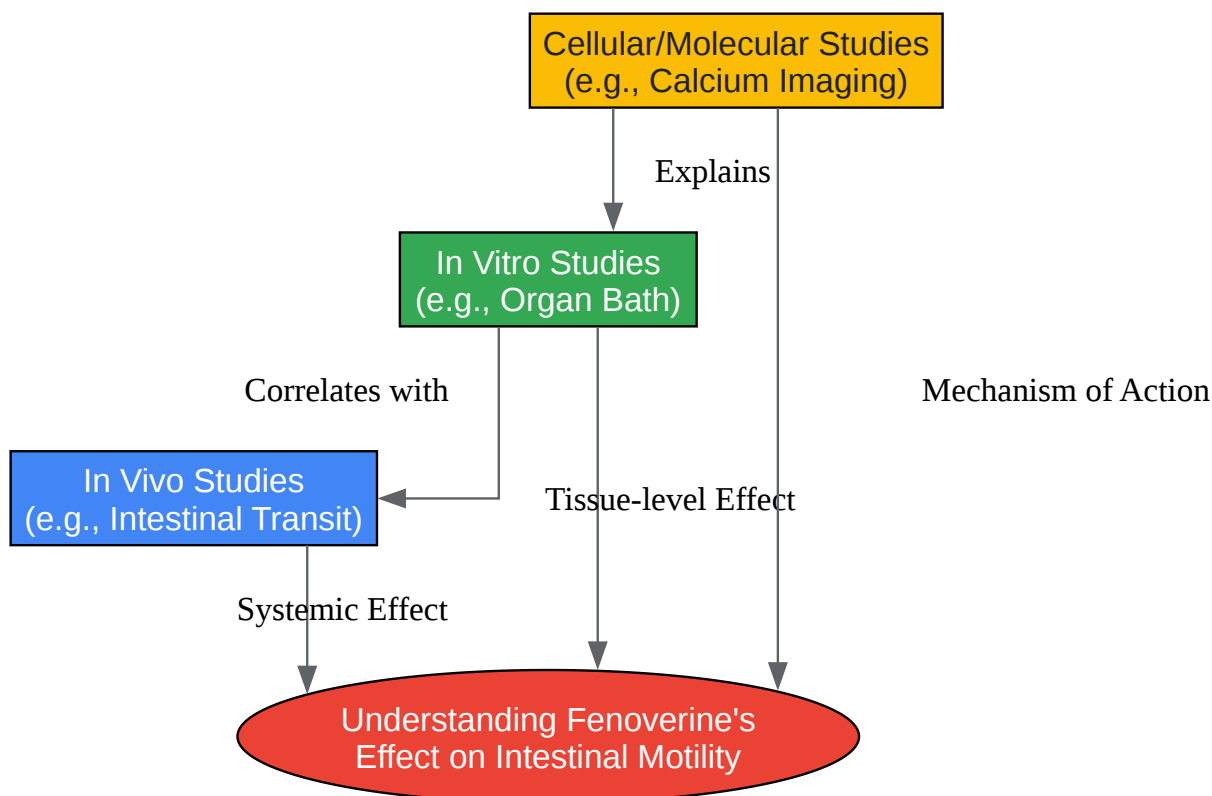 Cellular/Molecular Studies
(e.g., Calcium Imaging)
Explains
In Vitro Studies
(e.g., Organ Bath)
Correlates with
Mechanism of Action
In Vivo Studies
(e.g., Intestinal Transit)
Tissue-level Effect
Systemic Effect
Understanding Fenoverine's
Effect on Intestinal Motility